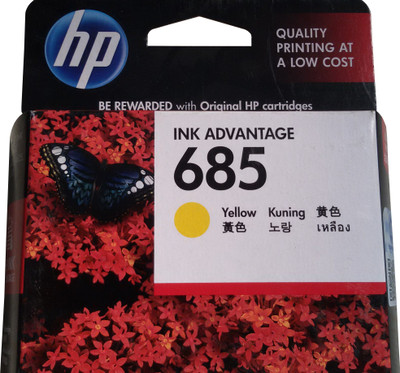 hp
QUALITY
PRINTING AT
A LOW COST
BE REWARDED with Original HP cartridges
INK ADVANTAGE
685
Yellow Kuning 黃色
黃色 노랑 เหลือง